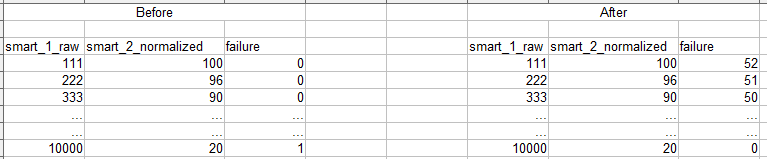 Before After
smart_1_raw smart_2_normalized failure smart_1_raw smart_2_normalized failure
111 100 0 111 100 52
222 96 0 222 96 51
333 90 0 333 90 50
... ... ... ... ... ...
... ... ... ... ... ...
10000 20 1 10000 20 0